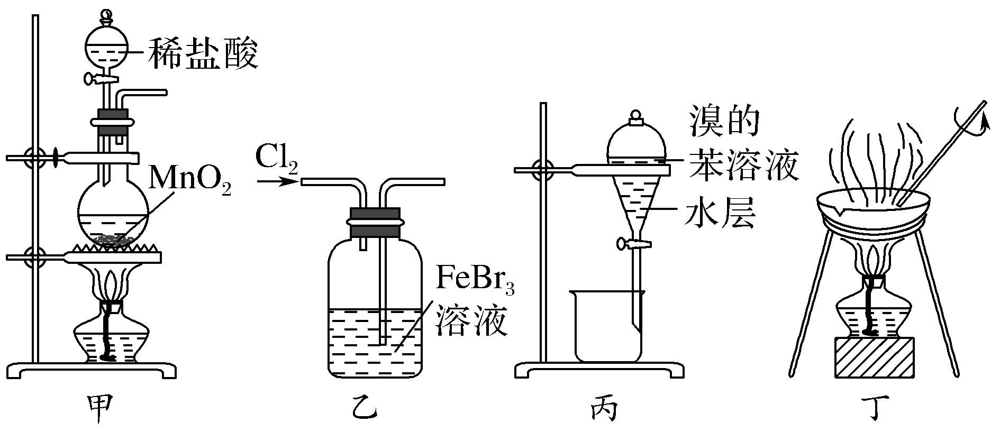 稀盐酸
MnO₂
甲
Cl₂
FeBr₃
溶液
乙
溴的
苯溶液
水层
丙
丁